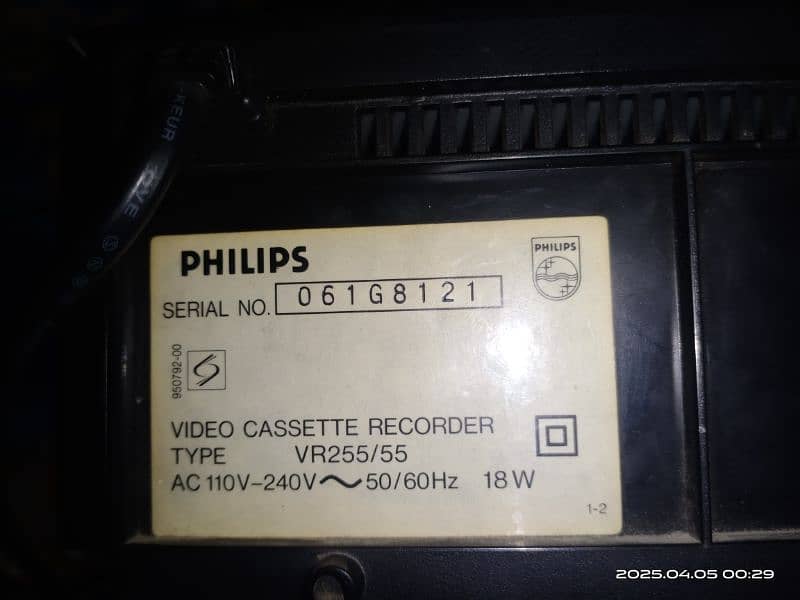 KEUR
PHILIPS
PHILIPS
SERIAL NO. 061G8121
950792-00
VIDEO CASSETTE RECORDER
TYPE VR255/55
AC 110V-240V～50/60Hz 18W
1-2
2025.04.05 00:29